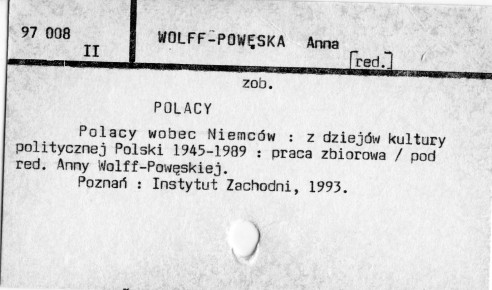 97 008
II
WOLFF-POWĘSKA Anna
[red.]
zob.
POLACY
Polacy wobec Niemców : z dziejów kultury
politycznej Polski 1945-1989 : praca zbiorowa / pod
red. Anny Wolff-Powęskiej.
Poznań : Instytut Zachodni, 1993.